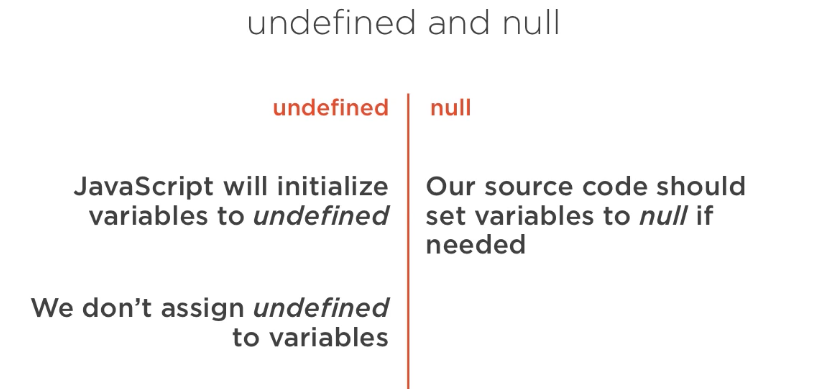 undefined and null
undefined
JavaScript will initialize
variables to undefined
We don’t assign undefined
to variables
null
Our source code should
set variables to null if
needed